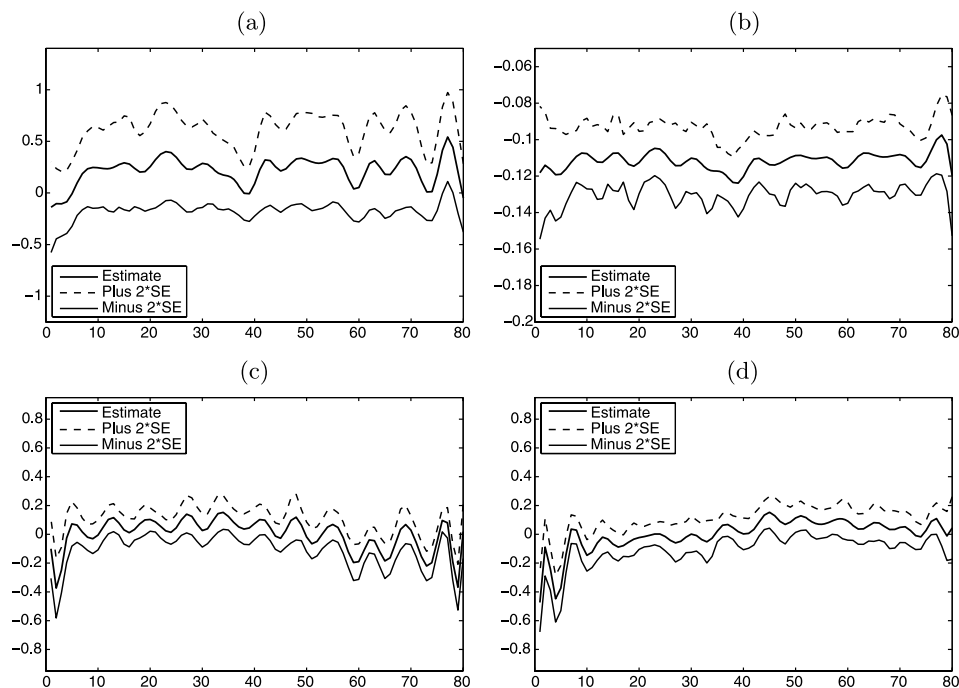 (a)
1
0.5
0
−0.5
−1
Estimate
Plus 2*SE
Minus 2*SE
0 10 20 30 40 50 60 70 80
(b)
−0.06
−0.08
−0.1
−0.12
−0.14
−0.16
−0.18
−0.2
Estimate
Plus 2*SE
Minus 2*SE
0 10 20 30 40 50 60 70 80
(c)
0.8
0.6
0.4
0.2
0
−0.2
−0.4
−0.6
−0.8
Estimate
Plus 2*SE
Minus 2*SE
0 10 20 30 40 50 60 70 80
(d)
0.8
0.6
0.4
0.2
0
−0.2
−0.4
−0.6
−0.8
Estimate
Plus 2*SE
Minus 2*SE
0 10 20 30 40 50 60 70 80